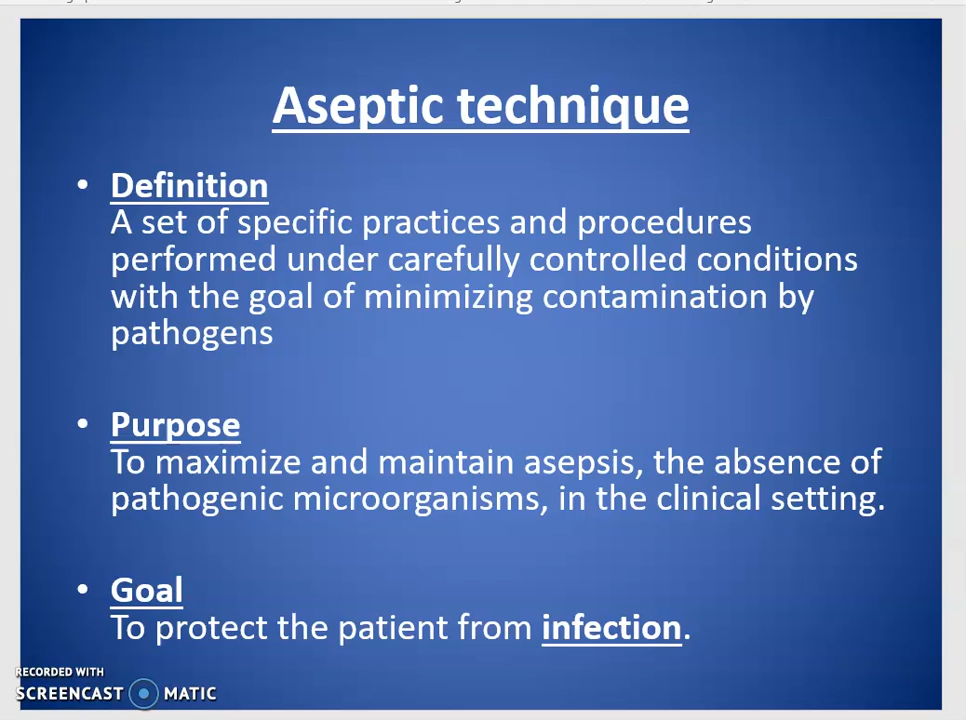 Aseptic technique
• Definition
A set of specific practices and procedures
performed under carefully controlled conditions
with the goal of minimizing contamination by
pathogens
• Purpose
To maximize and maintain asepsis, the absence of
pathogenic microorganisms, in the clinical setting.
• Goal
To protect the patient from infection.
RECORDED WITH
SCREENCAST MATIC